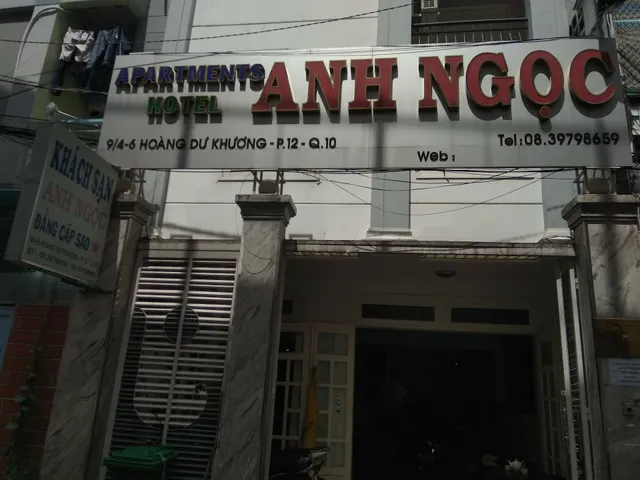 APARTMENTS
HOTEL
ANH NGỌC
9/4-6 HOÀNG DƯ KHƯƠNG - P.12 - Q.10
Web :
Tel : 08.39798659
KHÁCH SẠN
ANH NGỌC
ĐẲNG CẤP SAO